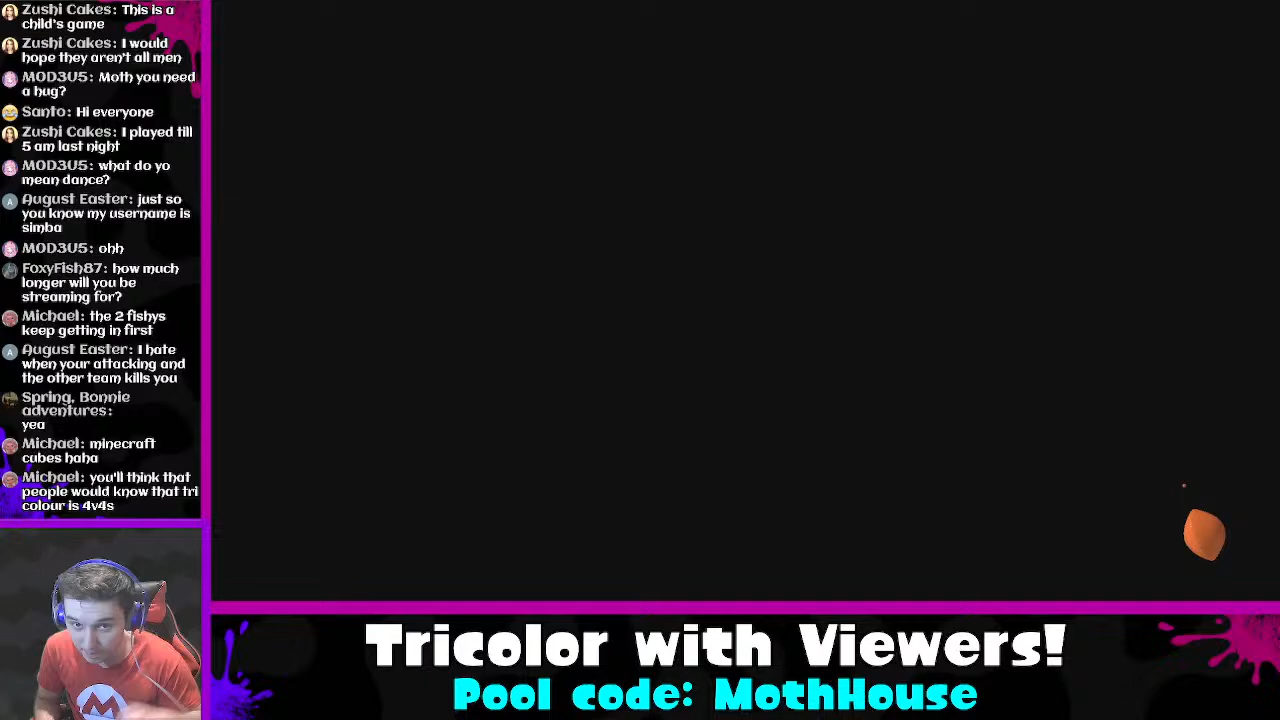 Zushi Cakes: This is a
child's game
Zushi Cakes: I would
hope they aren't all men
M0D3U5: Moth you need
a hug?
Santo: Hi everyone
Zushi Cakes: I played till
5 am last night
M0D3U5: what do yo
mean dance?
A August Easter: just so
you know my username is
simba
M0D3U5: ohh
FoxyFish87: how much
longer will you be
streaming for?
Michael: the 2 fishys
keep getting in first
A August Easter: I hate
when your attacking and
the other team kills you
Spring, Bonnie
adventures:
yea
Michael: minecraft
cubes haha
Michael: you'll think that
people would know that tri
colour is 4v4s
Tricolor with Viewers!
Pool code: MothHouse